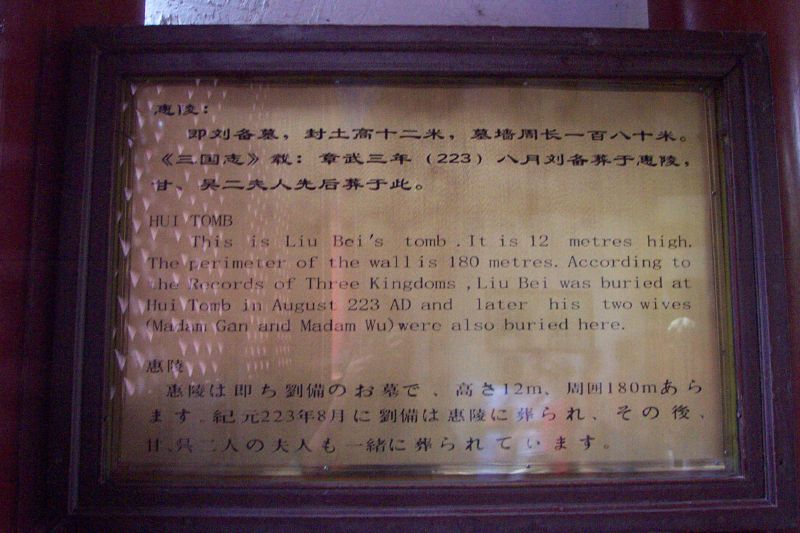 惠陵：
即刘备墓，封土高十二米，墓墙周长一百八十米。
《三国志》载：章武三年（223）八月刘备葬于惠陵，
甘、吴二夫人先后葬于此。
HUI TOMB
This is Liu Bei's tomb .It is 12 metres high.
The perimeter of the wall is 180 metres. According to
the Records of Three Kingdoms ,Liu Bei was buried at
Hui Tomb in August 223 AD and later his two wives
(Madam Gan and Madam Wu)were also buried here.
惠陵
惠陵は即ち劉備のお墓で、高さ12m、周囲180mあら
ます.紀元223年8月に劉備は惠陵に葬られ、その後、
甘、呉二人の夫人も一緒に葬られています。